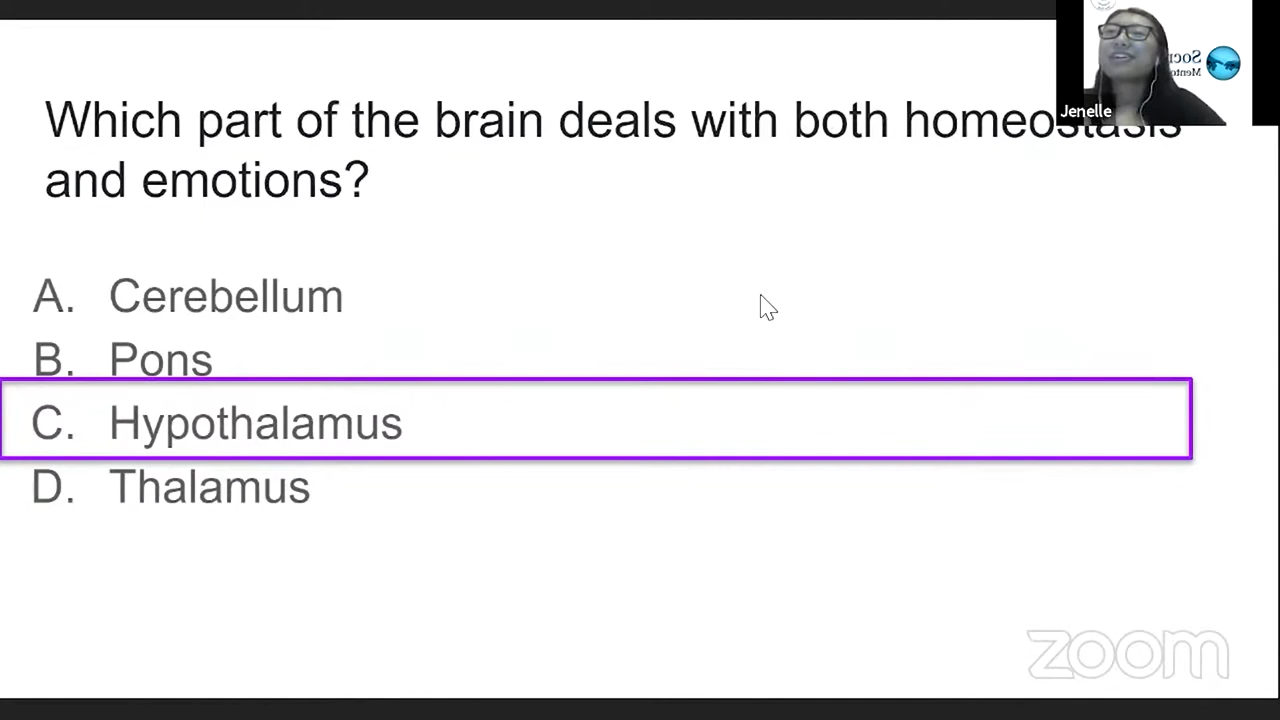 Which part of the brain deals with both homeostasis
and emotions?
A. Cerebellum
B. Pons
C. Hypothalamus
D. Thalamus
Jenelle
zoom